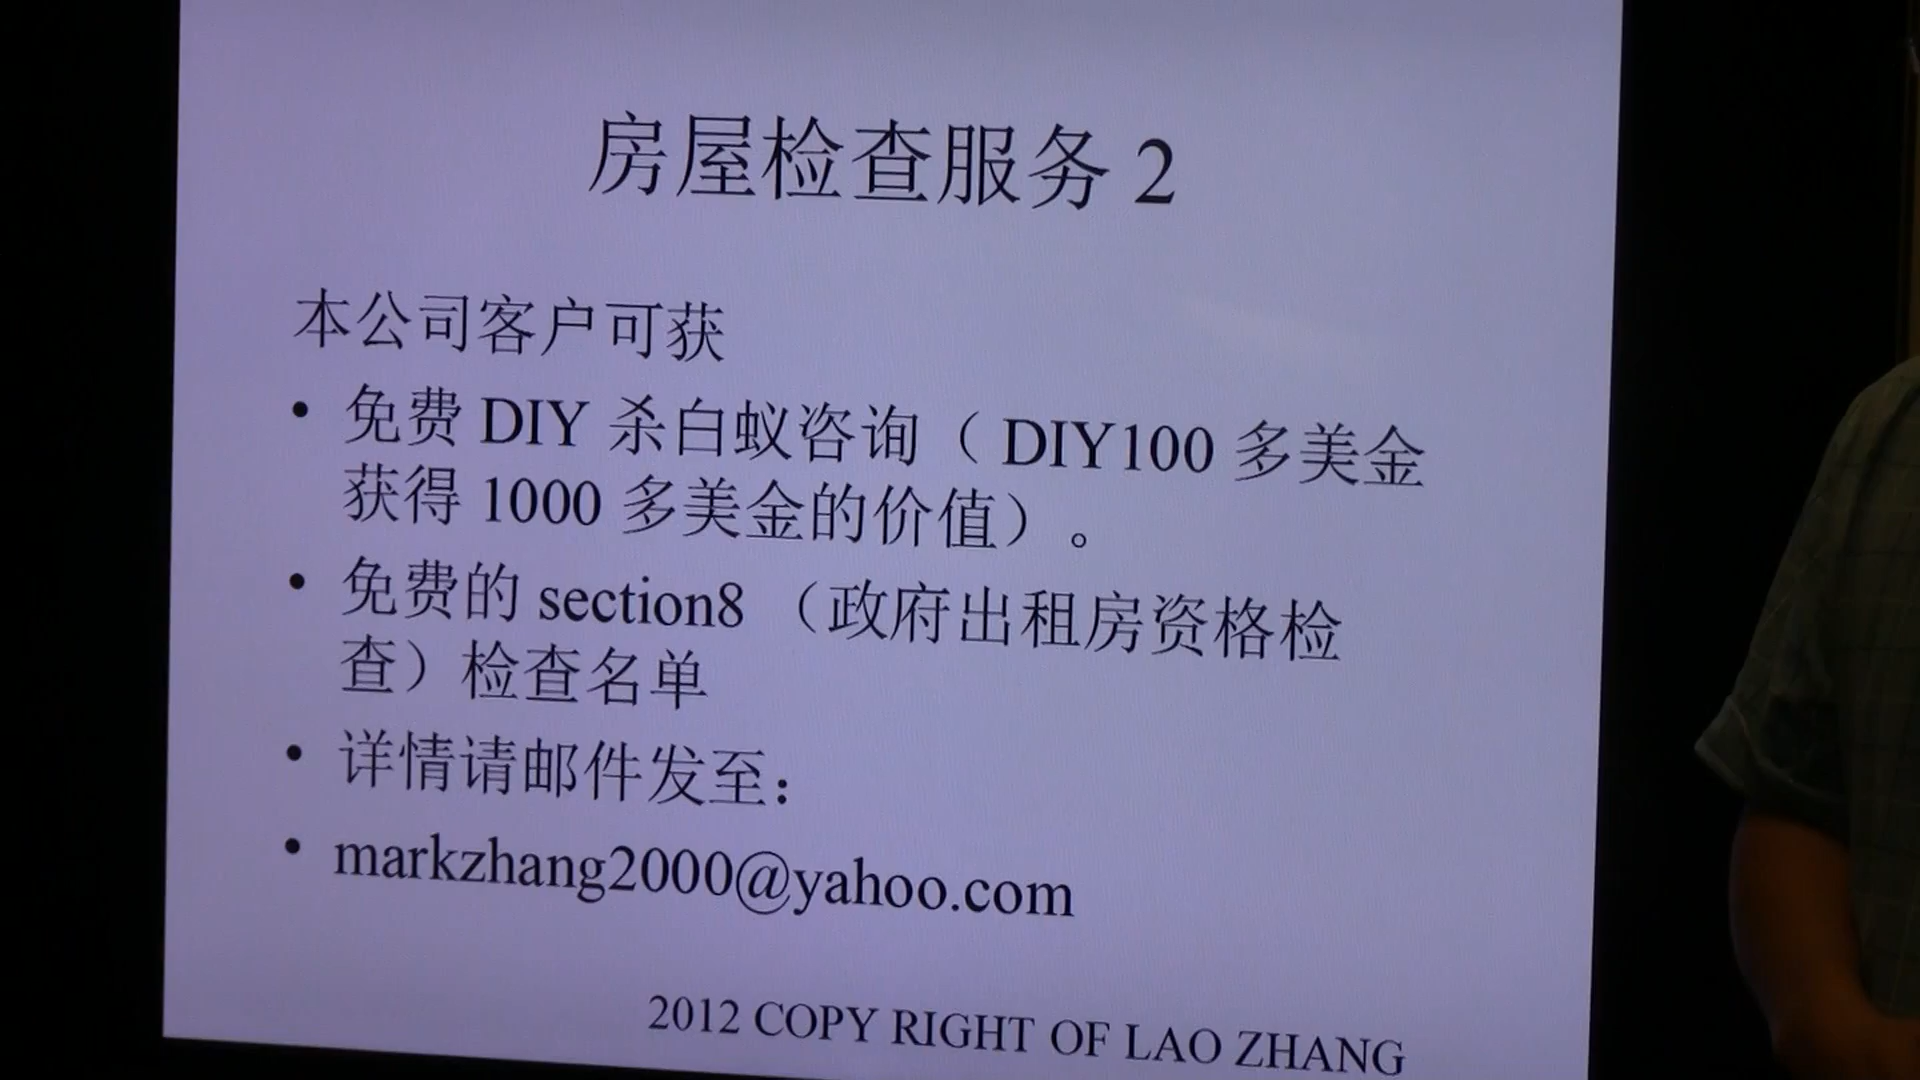 房屋检查服务 2
本公司客户可获
• 免费 DIY 杀白蚁咨询（ DIY100 多美金
获得 1000 多美金的价值）。
• 免费的 section8 （政府出租房资格检
查）检查名单
• 详情请邮件发至：
• markzhang2000@yahoo.com
2012 COPY RIGHT OF LAO ZHANG